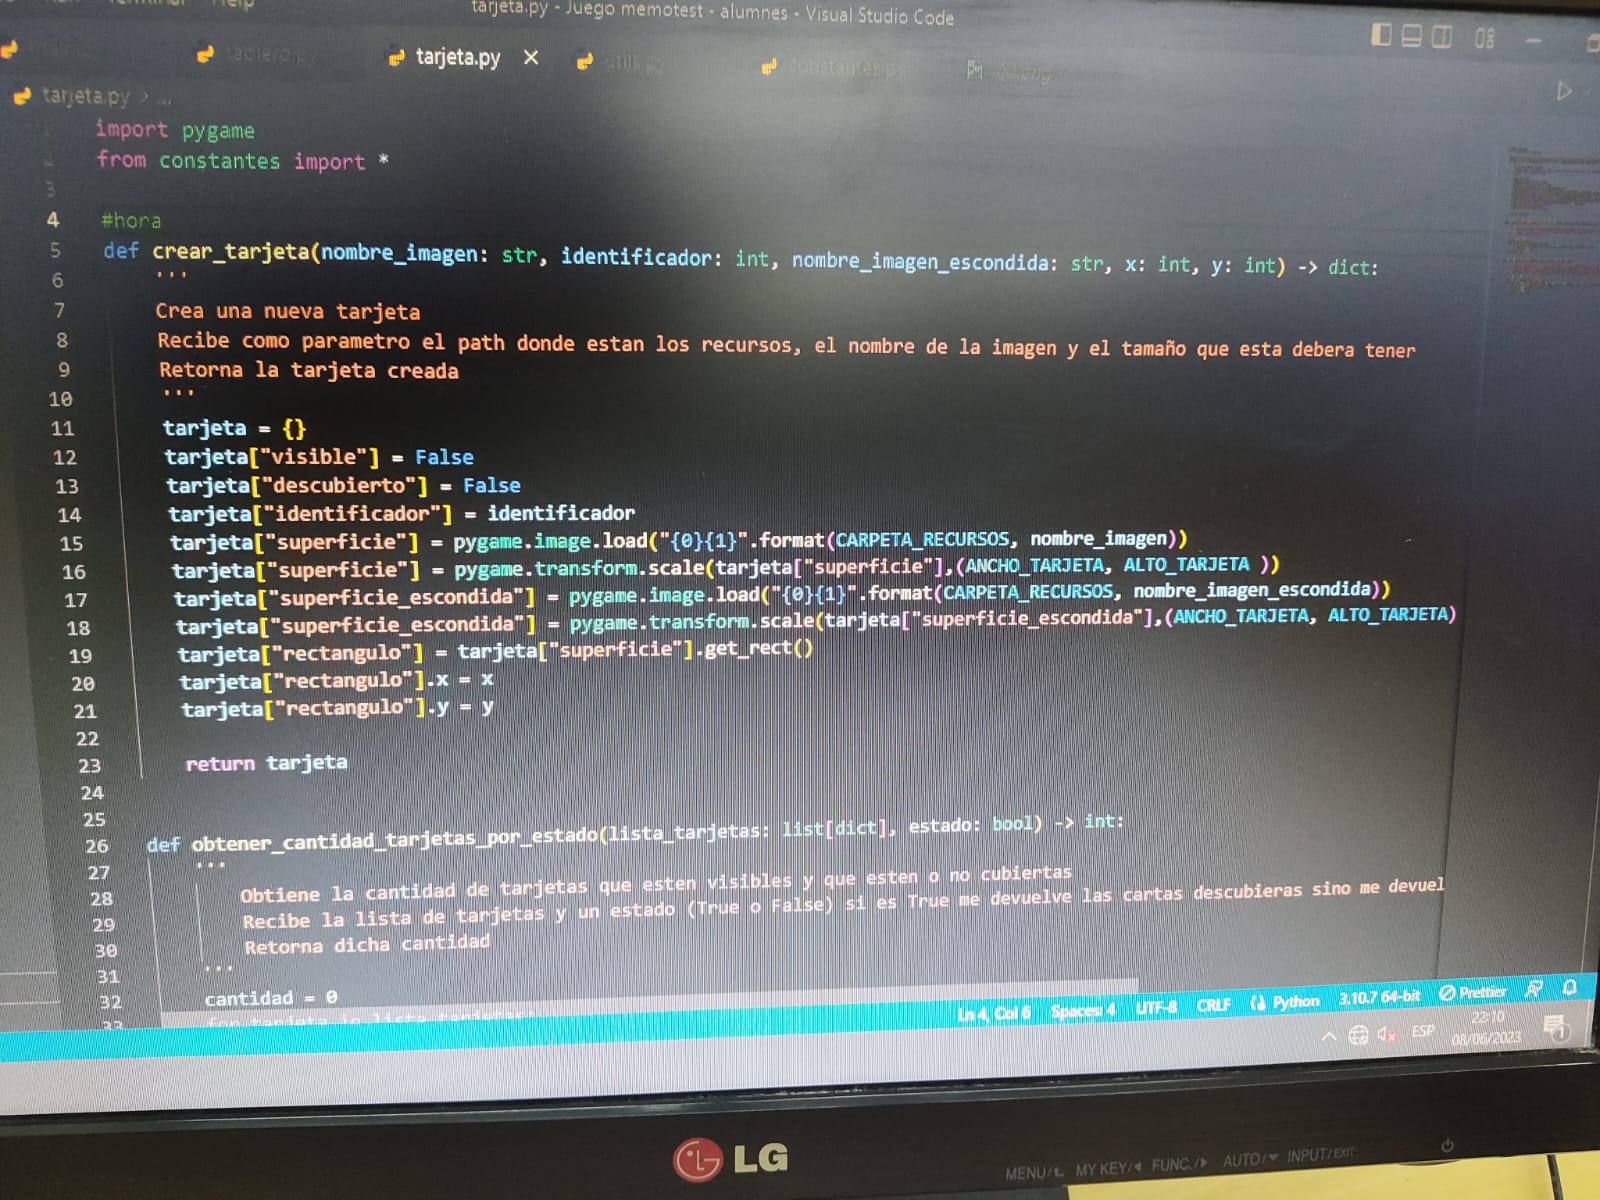 Help
tarjeta.py - Juego memotest - alumnes - Visual Studio Code
tablero.py tarjeta.py × utils.py constantes.py
tarjeta.py > ...
import pygame
from constantes import *
3
4 #hora
5 def crear_tarjeta(nombre_imagen: str, identificador: int, nombre_imagen_escondida: str, x: int, y: int) -> dict:
6 '''
7 Crea una nueva tarjeta
8 Recibe como parametro el path donde estan los recursos, el nombre de la imagen y el tamaño que esta debera tener
9 Retorna la tarjeta creada
10 '''
11 tarjeta = {}
12 tarjeta["visible"] = False
13 tarjeta["descubierto"] = False
14 tarjeta["identificador"] = identificador
15 tarjeta["superficie"] = pygame.image.load("{0}{1}".format(CARPETA_RECURSOS, nombre_imagen))
16 tarjeta["superficie"] = pygame.transform.scale(tarjeta["superficie"],(ANCHO_TARJETA, ALTO_TARJETA ))
17 tarjeta["superficie_escondida"] = pygame.image.load("{0}{1}".format(CARPETA_RECURSOS, nombre_imagen_escondida))
18 tarjeta["superficie_escondida"] = pygame.transform.scale(tarjeta["superficie_escondida"],(ANCHO_TARJETA, ALTO_TARJETA)
19 tarjeta["rectangulo"] = tarjeta["superficie"].get_rect()
20 tarjeta["rectangulo"].x = x
21 tarjeta["rectangulo"].y = y
22
23 return tarjeta
24
25
26 def obtener_cantidad_tarjetas_por_estado(lista_tarjetas: list[dict], estado: bool) -> int:
27 '''
28 Obtiene la cantidad de tarjetas que esten visibles y que esten o no cubiertas
29 Recibe la lista de tarjetas y un estado (True o False) si es True me devuelve las cartas descubieras sino me devuel
30 Retorna dicha cantidad
31 '''
32 cantidad = 0
33 for tarjeta in lista_tarjetas:
Ln 4, Col 6 Spaces: 4 UTF-8 CRLF Python 3.10.7 64-bit Prettier
ESP 22:10
08/06/2023 1
LG
MENU/ MY KEY/ FUNC./ AUTO/ INPUT/EXIT